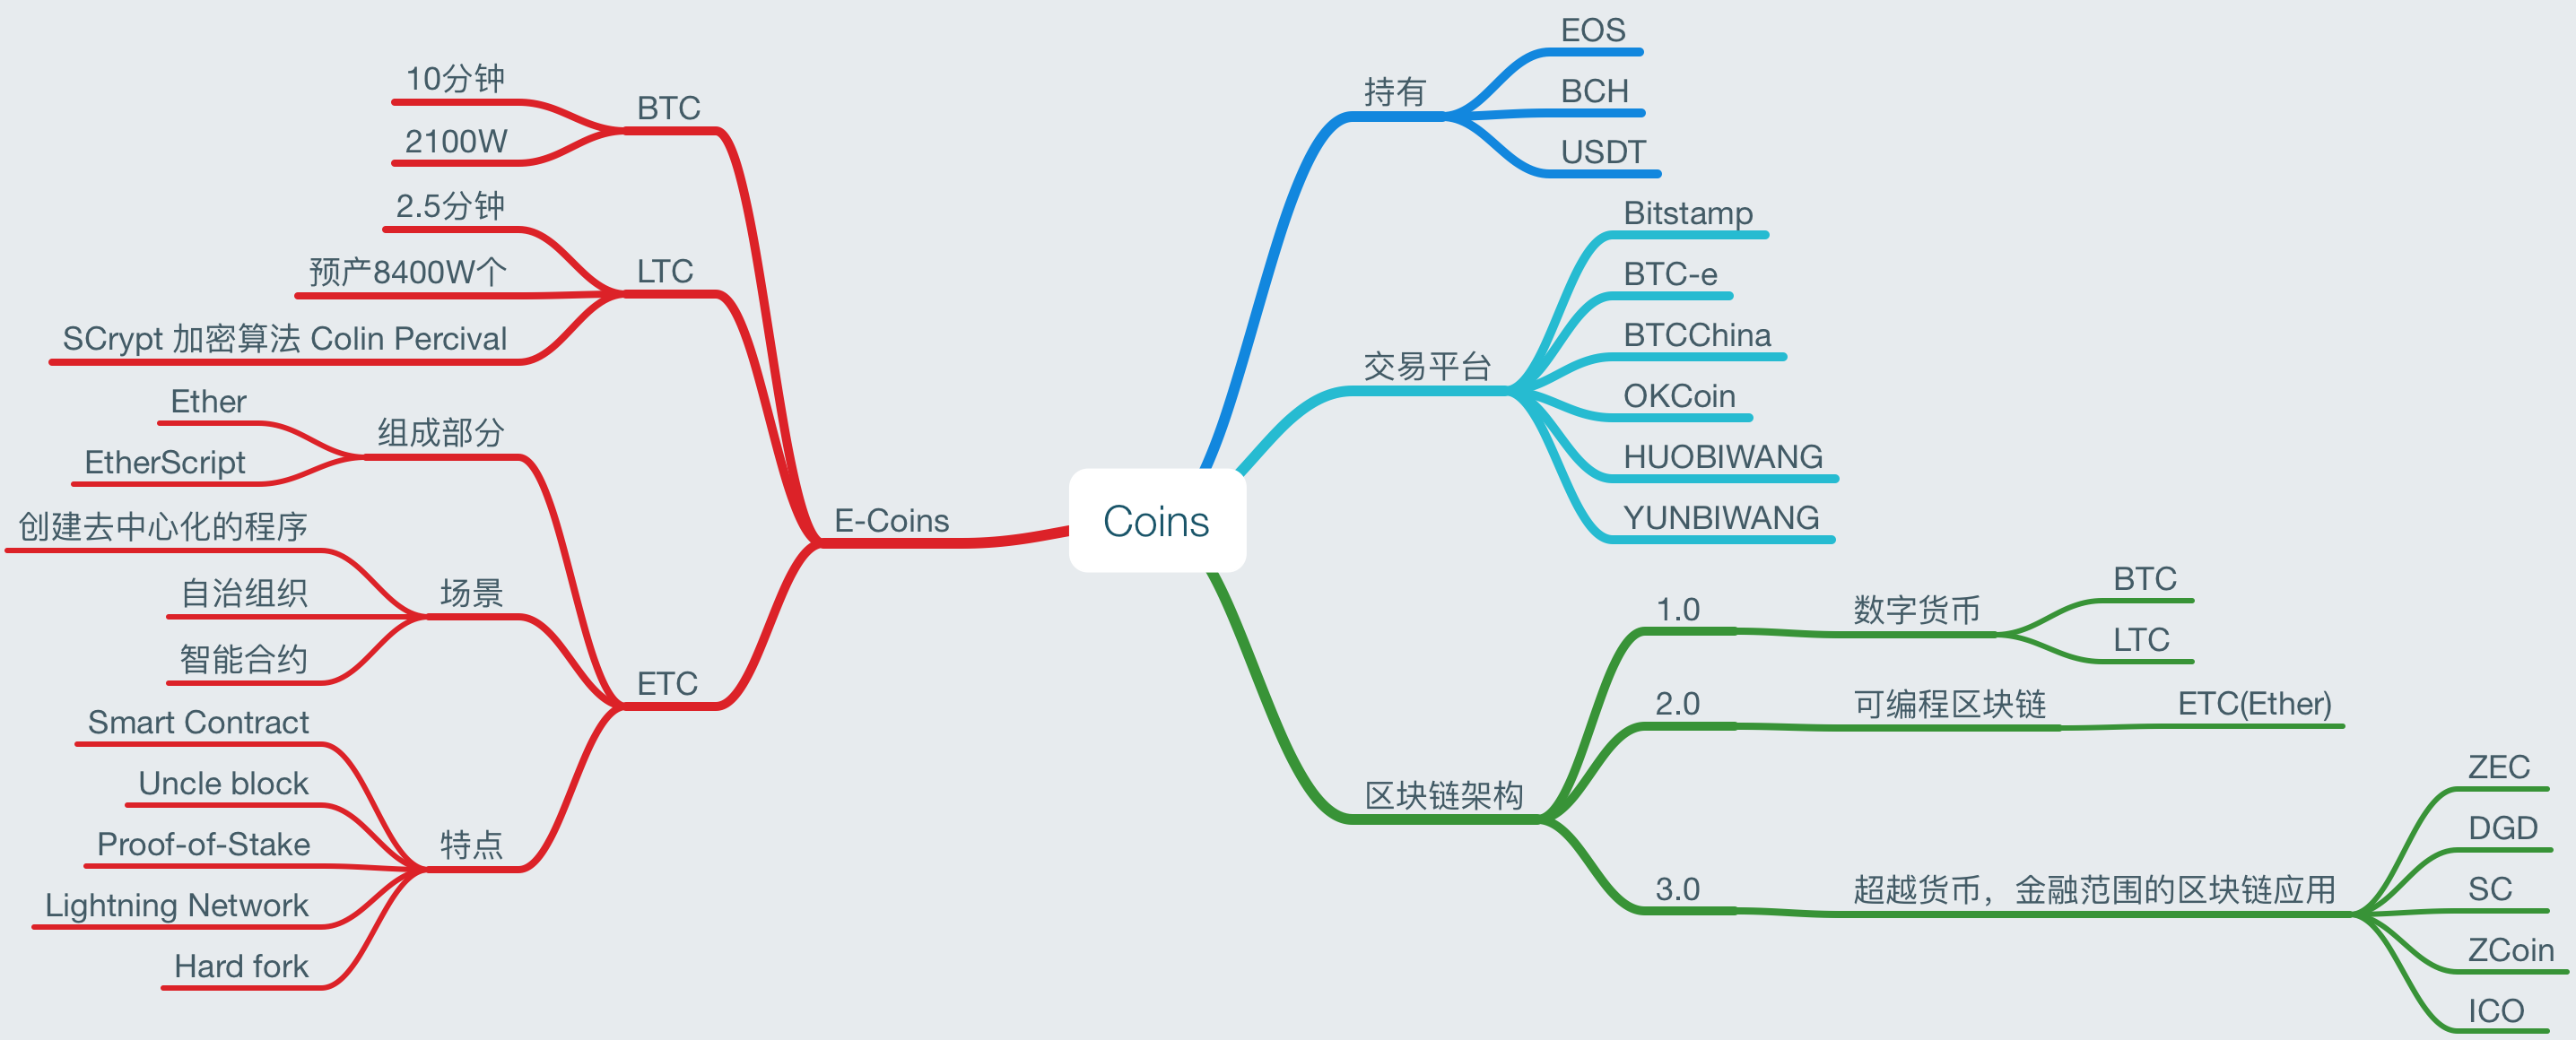 Coins
E-Coins
BTC
10分钟
2100W
LTC
2.5分钟
预产8400W个
SCrypt 加密算法 Colin Percival
ETC
组成部分
Ether
EtherScript
场景
创建去中心化的程序
自治组织
智能合约
特点
Smart Contract
Uncle block
Proof-of-Stake
Lightning Network
Hard fork
持有
EOS
BCH
USDT
交易平台
Bitstamp
BTC-e
BTCChina
OKCoin
HUOBIWANG
YUNBIWANG
区块链架构
1.0
数字货币
BTC
LTC
2.0
可编程区块链
ETC(Ether)
3.0
超越货币，金融范围的区块链应用
ZEC
DGD
SC
ZCoin
ICO